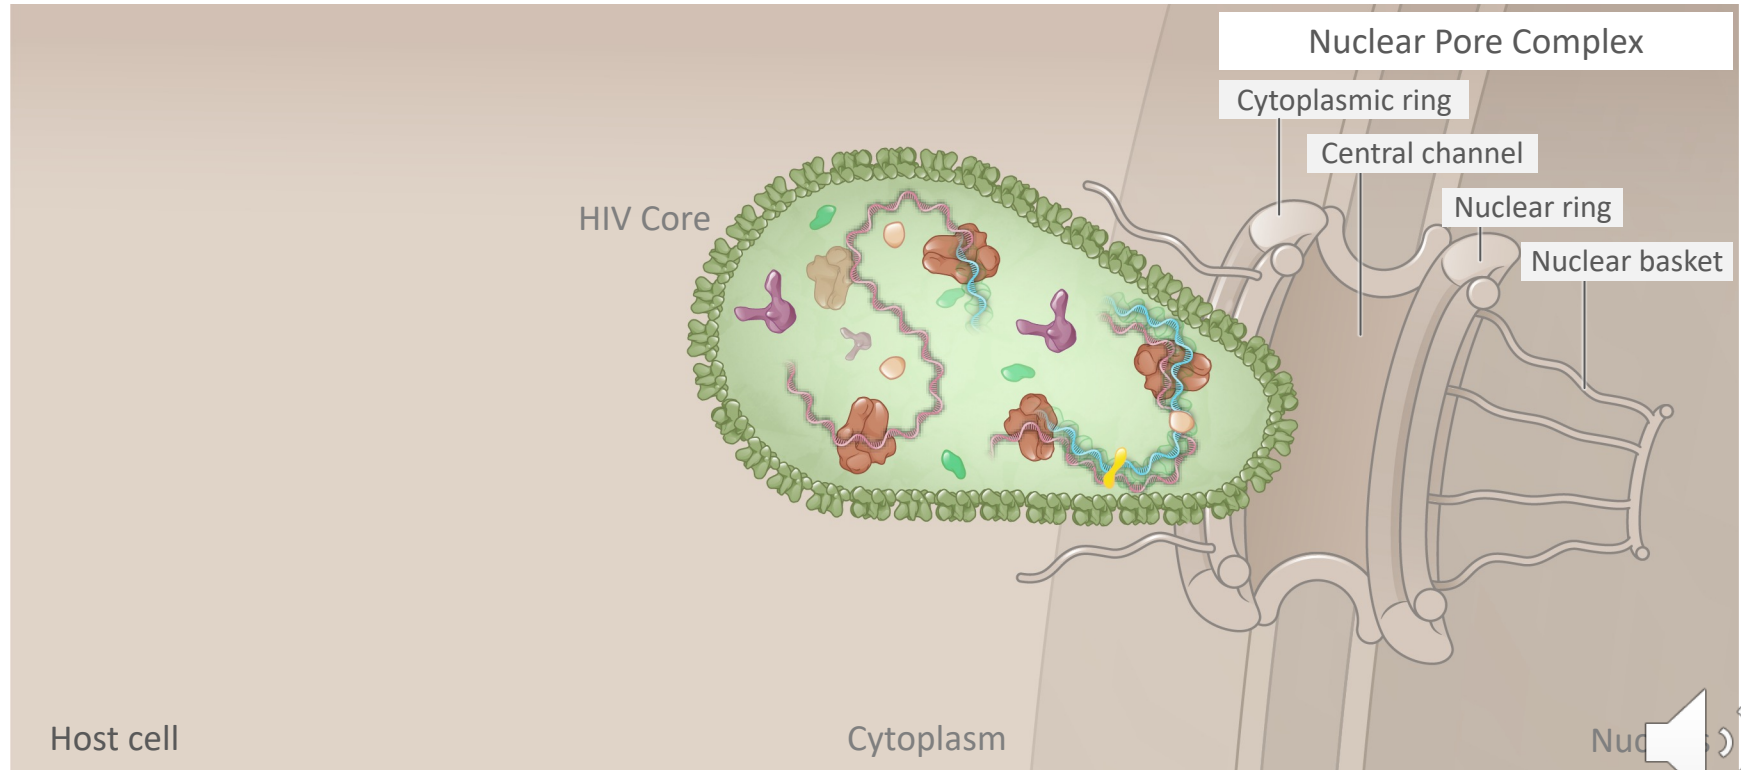 Nuclear Pore Complex
Cytoplasmic ring
Central channel
Nuclear ring
Nuclear basket
HIV Core
Host cell
Cytoplasm